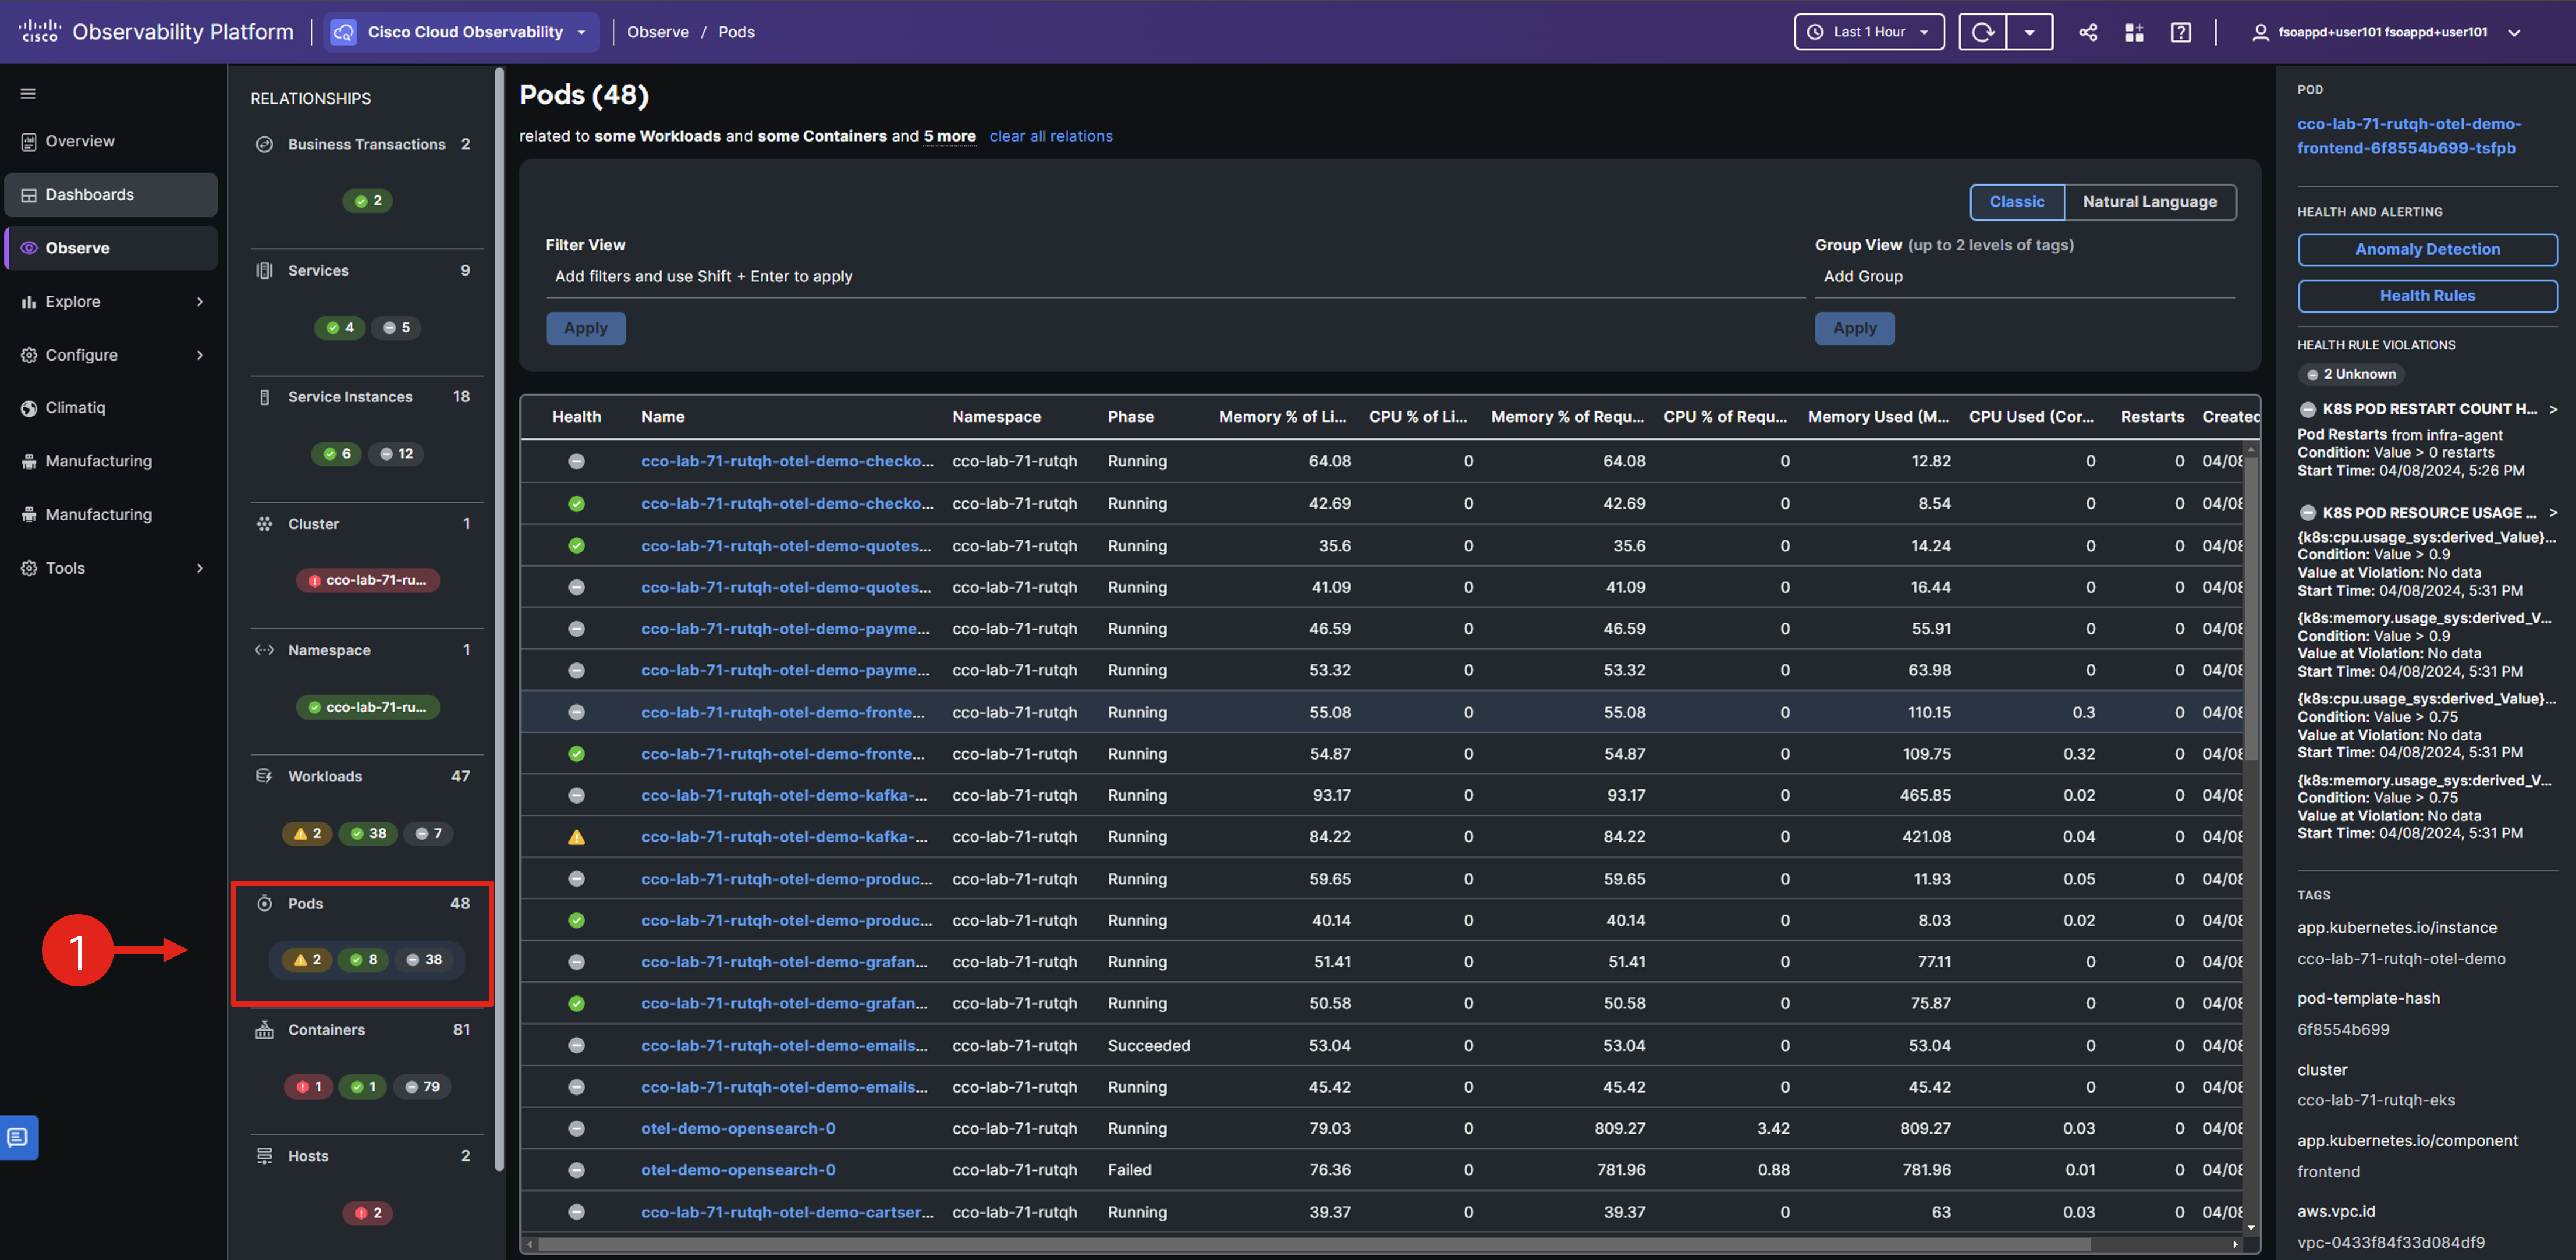 cisco Observability Platform
Cisco Cloud Observability
Observe / Pods
Last 1 Hour
fsoappd+user101 fsoappd+user101
Overview
Dashboards
Observe
Explore
Configure
Climatiq
Manufacturing
Manufacturing
Tools
1
RELATIONSHIPS
Business Transactions 2
2
Services 9
4 5
Service Instances 18
6 12
Cluster 1
cco-lab-71-ru...
Namespace 1
cco-lab-71-ru...
Workloads 47
2 38 7
Pods 48
2 8 38
Containers 81
1 1 79
Hosts 2
2
Pods (48)
related to some Workloads and some Containers and 5 more clear all relations
Classic Natural Language
Filter View
Add filters and use Shift + Enter to apply
Apply
Group View (up to 2 levels of tags)
Add Group
Apply
Health Name Namespace Phase Memory % of Li... CPU % of Li... Memory % of Requ... CPU % of Requ... Memory Used (M... CPU Used (Cor... Restarts Created
cco-lab-71-rutqh-otel-demo-checko... cco-lab-71-rutqh Running 64.08 0 64.08 0 12.82 0 0 04/08
cco-lab-71-rutqh-otel-demo-checko... cco-lab-71-rutqh Running 42.69 0 42.69 0 8.54 0 0 04/08
cco-lab-71-rutqh-otel-demo-quotes... cco-lab-71-rutqh Running 35.6 0 35.6 0 14.24 0 0 04/08
cco-lab-71-rutqh-otel-demo-quotes... cco-lab-71-rutqh Running 41.09 0 41.09 0 16.44 0 0 04/08
cco-lab-71-rutqh-otel-demo-payme... cco-lab-71-rutqh Running 46.59 0 46.59 0 55.91 0 0 04/08
cco-lab-71-rutqh-otel-demo-payme... cco-lab-71-rutqh Running 53.32 0 53.32 0 63.98 0 0 04/08
cco-lab-71-rutqh-otel-demo-fronte... cco-lab-71-rutqh Running 55.08 0 55.08 0 110.15 0.3 0 04/08
cco-lab-71-rutqh-otel-demo-fronte... cco-lab-71-rutqh Running 54.87 0 54.87 0 109.75 0.32 0 04/08
cco-lab-71-rutqh-otel-demo-kafka-... cco-lab-71-rutqh Running 93.17 0 93.17 0 465.85 0.02 0 04/08
cco-lab-71-rutqh-otel-demo-kafka-... cco-lab-71-rutqh Running 84.22 0 84.22 0 421.08 0.04 0 04/08
cco-lab-71-rutqh-otel-demo-produc... cco-lab-71-rutqh Running 59.65 0 59.65 0 11.93 0.05 0 04/08
cco-lab-71-rutqh-otel-demo-produc... cco-lab-71-rutqh Running 40.14 0 40.14 0 8.03 0.02 0 04/08
cco-lab-71-rutqh-otel-demo-grafan... cco-lab-71-rutqh Running 51.41 0 51.41 0 77.11 0 0 04/08
cco-lab-71-rutqh-otel-demo-grafan... cco-lab-71-rutqh Running 50.58 0 50.58 0 75.87 0 0 04/08
cco-lab-71-rutqh-otel-demo-emails... cco-lab-71-rutqh Succeeded 53.04 0 53.04 0 53.04 0 0 04/08
cco-lab-71-rutqh-otel-demo-emails... cco-lab-71-rutqh Running 45.42 0 45.42 0 45.42 0 0 04/08
otel-demo-opensearch-0 cco-lab-71-rutqh Running 79.03 0 809.27 3.42 809.27 0.03 0 04/08
otel-demo-opensearch-0 cco-lab-71-rutqh Failed 76.36 0 781.96 0.88 781.96 0.01 0 04/08
cco-lab-71-rutqh-otel-demo-cartser... cco-lab-71-rutqh Running 39.37 0 39.37 0 63 0.03 0 04/08
POD
cco-lab-71-rutqh-otel-demo-
frontend-6f8554b699-tsfpb
HEALTH AND ALERTING
Anomaly Detection
Health Rules
HEALTH RULE VIOLATIONS
2 Unknown
K8S POD RESTART COUNT H... >
Pod Restarts from infra-agent
Condition: Value > 0 restarts
Start Time: 04/08/2024, 5:26 PM
K8S POD RESOURCE USAGE ... >
{k8s:cpu.usage_sys:derived_Value}...
Condition: Value > 0.9
Value at Violation: No data
Start Time: 04/08/2024, 5:31 PM
{k8s:memory.usage_sys:derived_V...
Condition: Value > 0.9
Value at Violation: No data
Start Time: 04/08/2024, 5:31 PM
{k8s:cpu.usage_sys:derived_Value}...
Condition: Value > 0.75
Value at Violation: No data
Start Time: 04/08/2024, 5:31 PM
{k8s:memory.usage_sys:derived_V...
Condition: Value > 0.75
Value at Violation: No data
Start Time: 04/08/2024, 5:31 PM
TAGS
app.kubernetes.io/instance
cco-lab-71-rutqh-otel-demo
pod-template-hash
6f8554b699
cluster
cco-lab-71-rutqh-eks
app.kubernetes.io/component
frontend
aws.vpc.id
vpc-0433f84f33d084df9